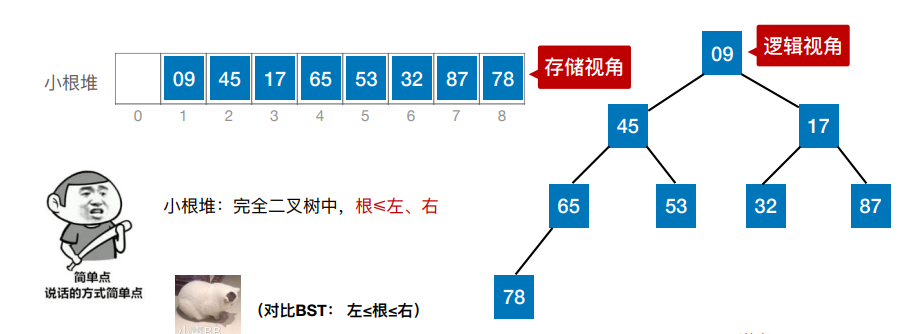 小根堆
09 45 17 65 53 32 87 78
0 1 2 3 4 5 6 7 8
存储视角
逻辑视角
09
45 17
65 53 32 87
78
小根堆：完全二叉树中，根≤左、右
简单点
说话的方式简单点
（对比BST： 左≤根≤右）